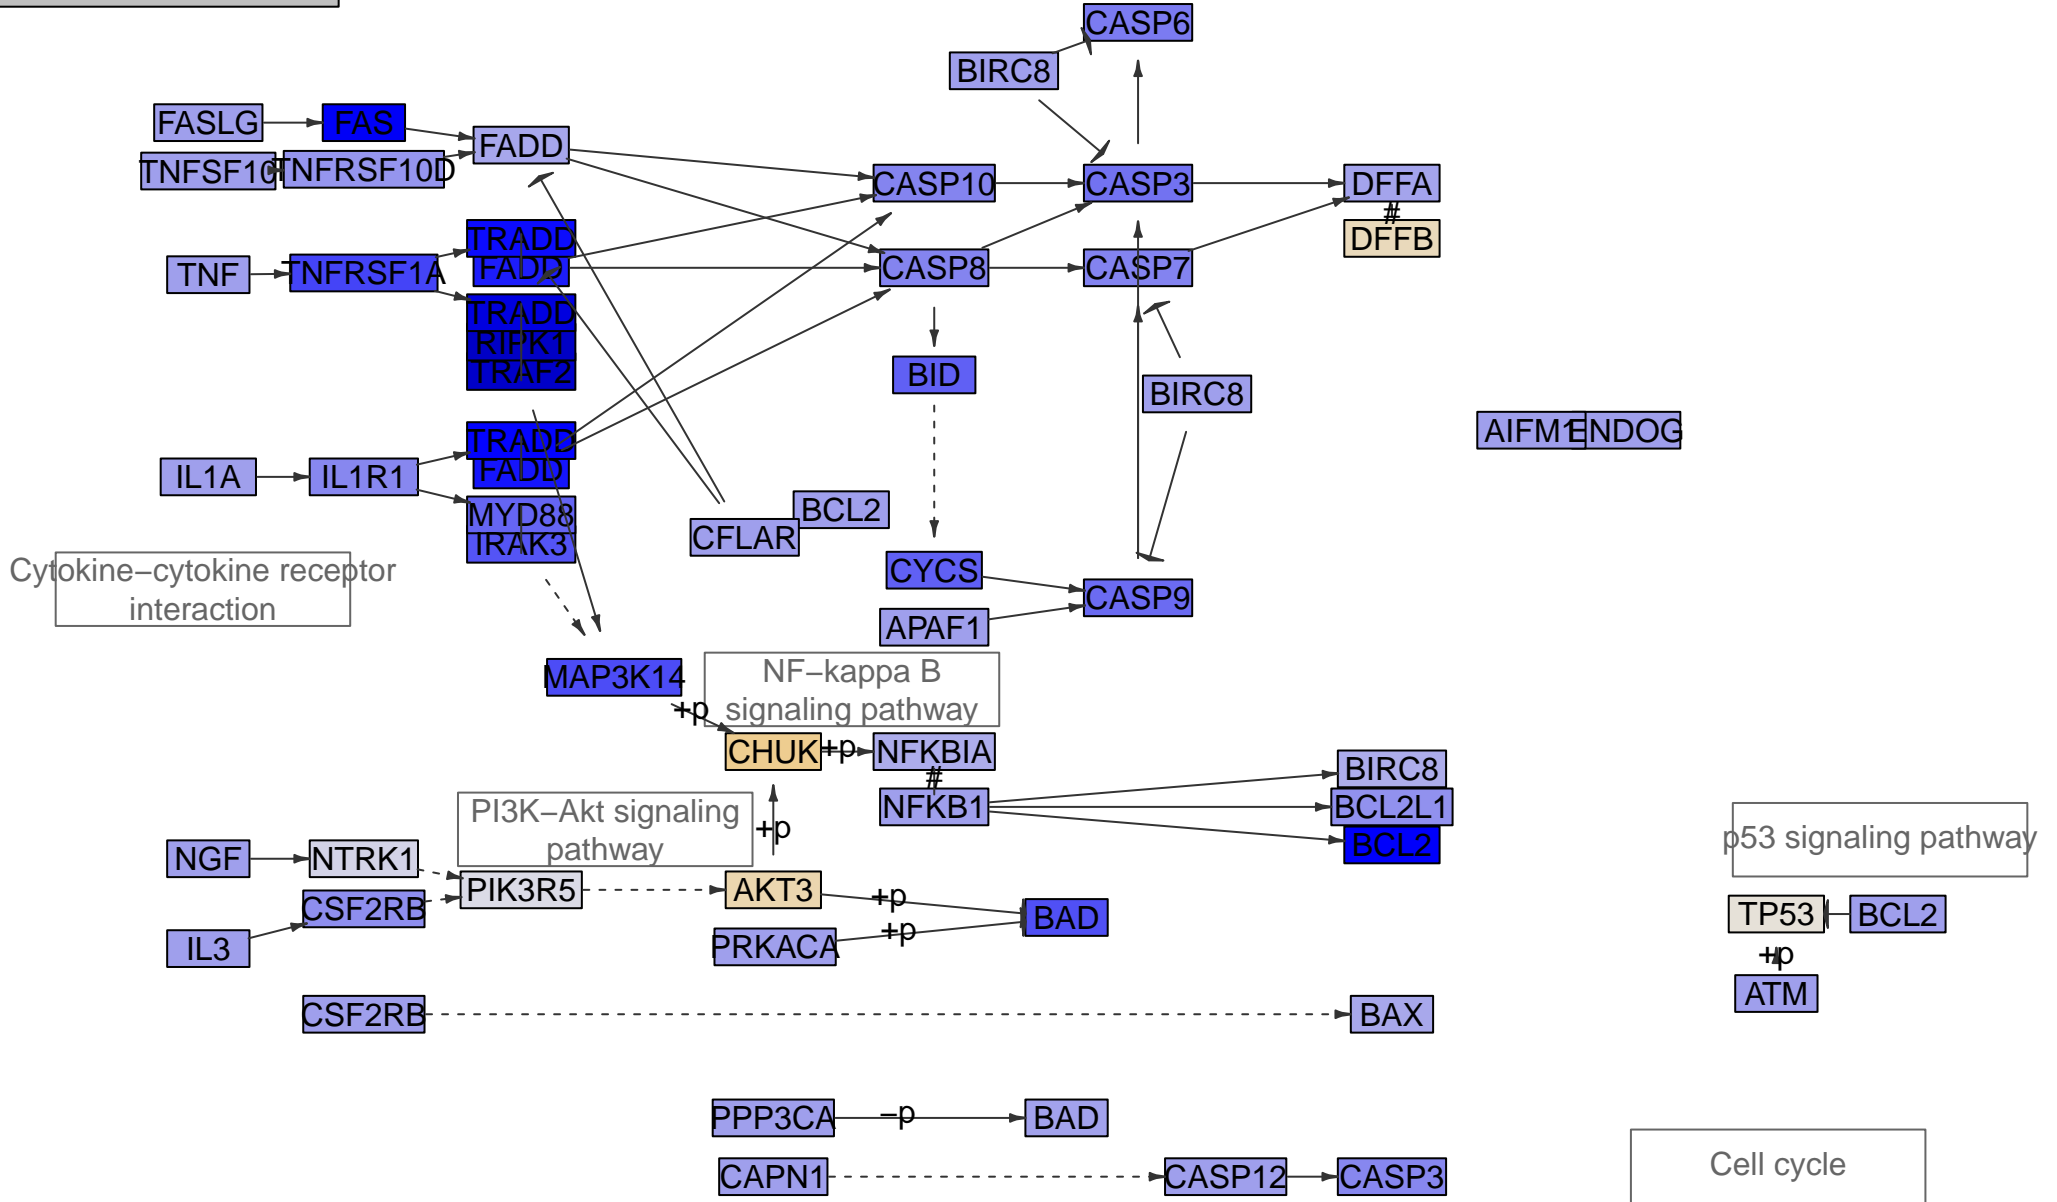 CASP6
BIRC8
FASLG
FAS
FADD
TNFSF10
TNFRSF10D
CASP10
CASP3
DFFA
#
DFFB
TRADD
FADD
TNF
TNFRSF1A
CASP8
CASP7
TRADD
RIPK1
TRAF2
BID
BIRC8
AIFM1
ENDOG
TRADD
FADD
IL1A
IL1R1
MYD88
IRAK3
BCL2
CFLAR
Cytokine−cytokine receptor
interaction
CYCS
CASP9
APAF1
MAP3K14
NF−kappa B
signaling pathway
+p
CHUK
+p
NFKBIA
#
NFKB1
BIRC8
BCL2L1
BCL2
PI3K−Akt signaling
pathway
+p
p53 signaling pathway
NGF
NTRK1
PIK3R5
AKT3
+p
BAD
CSF2RB
+p
PRKACA
IL3
TP53
BCL2
+p
ATM
CSF2RB
BAX
PPP3CA
−p
BAD
CAPN1
CASP12
CASP3
Cell cycle